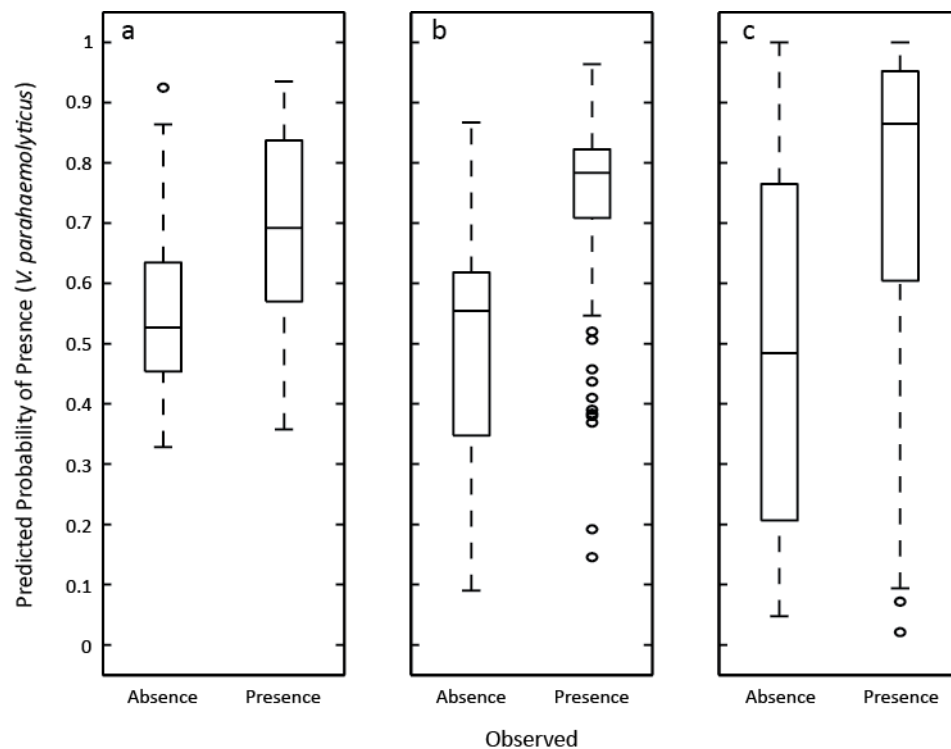 a
b
c
Predicted Probability of Presnce (V. parahaemolyticus)
1
0.9
0.8
0.7
0.6
0.5
0.4
0.3
0.2
0.1
0
Absence Presence Absence Presence Absence Presence
Observed